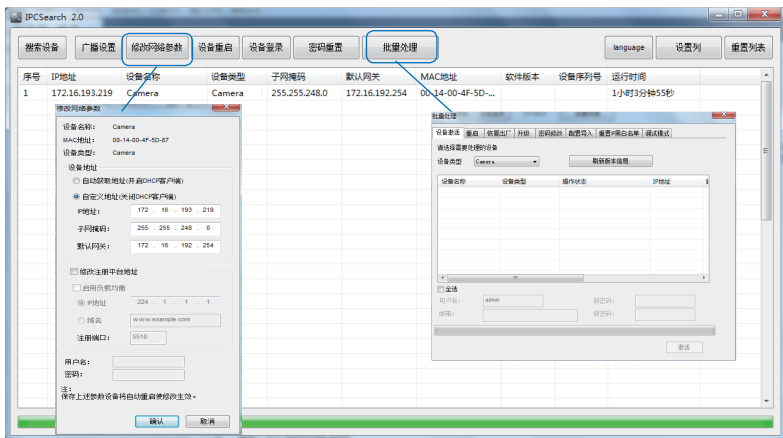 IPCSearch 2.0
搜索设备 广播设置 修改网络参数 设备重启 设备登录 密码重置 批量处理 language 设置列 重置列表
序号 IP地址 设备名称 设备类型 子网掩码 默认网关 MAC地址 软件版本 设备序列号 运行时间
1 172.16.193.219 Camera Camera 255.255.248.0 172.16.192.254 00-14-00-4F-5D-... 1小时3分钟55秒
修改网络参数
设备名称: Camera
MAC地址: 00-14-00-4F-5D-87
设备类型: Camera
设备地址
自动获取地址(开启DHCP客户端)
自定义地址(关闭DHCP客户端)
IP地址: 172 . 16 . 193 . 219
子网掩码: 255 . 255 . 248 . 0
默认网关: 172 . 16 . 192 . 254
修改注册平台地址
启用负载均衡
IP地址 224 . 1 . 1 . 1
域名 www.example.com
注册端口: 5510
用户名:
密码:
注:
保存上述参数设备将自动重启使修改生效。
确认 取消
批量处理
设备激活 重启 恢复出厂 升级 密码修改 配置导入 重置IP黑白名单 调试模式
请选择需要处理的设备
设备类型 Camera 刷新版本信息
设备名称 设备类型 操作状态 IP地址
全选
用户名: admin 新密码:
邮箱: 新密码:
激活